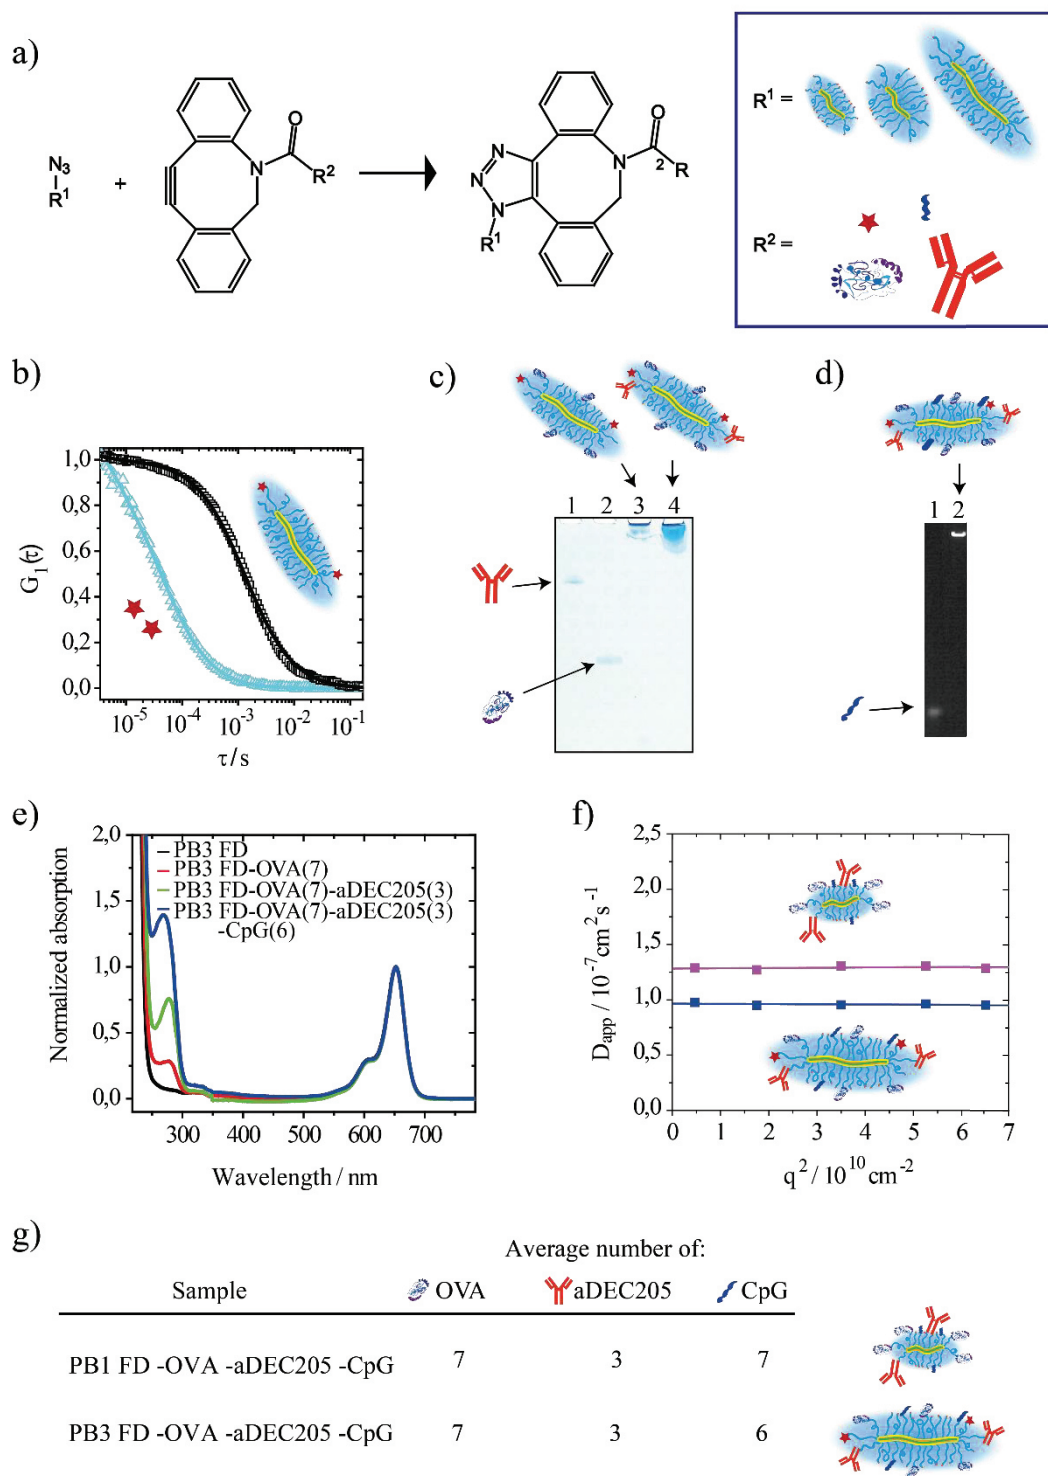 a)
N3
R1
+
O
N
R2
N
N
N
R1
N
O
2
R
R1 =
R2 =
b)
G1(τ)
1,0
0,8
0,6
0,4
0,2
0,0
10-5 10-4 10-3 10-2 10-1
τ/s
c)
1 2 3 4
d)
1 2
e)
Normalized absorption
2,0
1,5
1,0
0,5
0,0
PB3 FD
PB3 FD-OVA(7)
PB3 FD-OVA(7)-aDEC205(3)
PB3 FD-OVA(7)-aDEC205(3)
-CpG(6)
300 400 500 600 700
Wavelength / nm
f)
Dapp / 10-7cm2s-1
2,5
2,0
1,5
1,0
0,5
0,0
0 1 2 3 4 5 6 7
q2 / 1010cm-2
g)
Average number of:
Sample OVA aDEC205 CpG
PB1 FD -OVA -aDEC205 -CpG 7 3 7
PB3 FD -OVA -aDEC205 -CpG 7 3 6